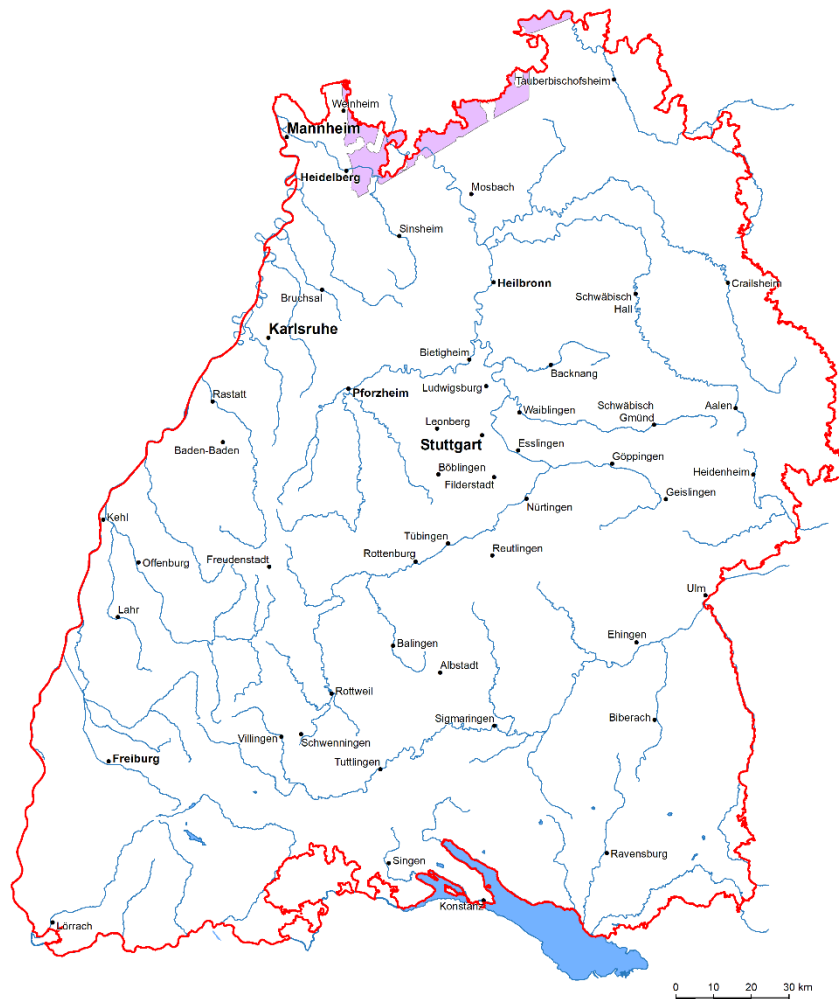 Tauberbischofsheim
Weinheim
Mannheim
Heidelberg
Mosbach
Sinsheim
Heilbronn
Crailsheim
Bruchsal
Schwäbisch
Hall
Karlsruhe
Bietigheim
Backnang
Ludwigsburg
Pforzheim
Rastatt
Waiblingen
Schwäbisch
Gmünd
Aalen
Leonberg
Stuttgart
Baden-Baden
Esslingen
Göppingen
Böblingen
Filderstadt
Heidenheim
Geislingen
Nürtingen
Kehl
Tübingen
Reutlingen
Rottenburg
Offenburg
Freudenstadt
Ulm
Lahr
Ehingen
Balingen
Albstadt
Rottweil
Biberach
Sigmaringen
Villingen
Schwenningen
Freiburg
Tuttlingen
Ravensburg
Singen
Konstanz
Lörrach
0 10 20 30 km